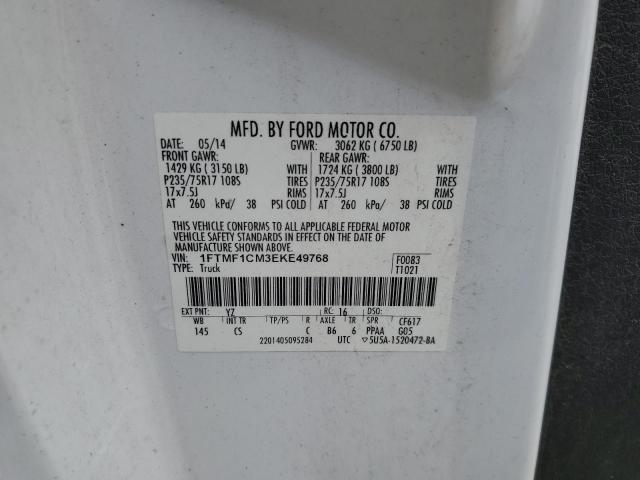 MFD. BY FORD MOTOR CO.
DATE: 05/14 GVWR: 3062 KG ( 6750 LB)
FRONT GAWR: REAR GAWR:
1429 KG ( 3150 LB) WITH 1724 KG ( 3800 LB) WITH
P235/75R17 108S TIRES P235/75R17 108S TIRES
17x7.5J RIMS 17x7.5J RIMS
AT 260 kPa/ 38 PSI COLD AT 260 kPa/ 38 PSI COLD
THIS VEHICLE CONFORMS TO ALL APPLICABLE FEDERAL MOTOR
VEHICLE SAFETY STANDARDS IN EFFECT ON THE DATE OF
MANUFACTURE SHOWN ABOVE.
VIN: 1FTMF1CM3EKE49768 F0083
TYPE: Truck T1021
EXT PNT: YZ RC: 16 DSO:
WB INT TR TP/PS R AXLE TR SPR CF617
145 CS C B6 6 PPAA G05
2201405095284 UTC ▽5U5A-1520472-BA